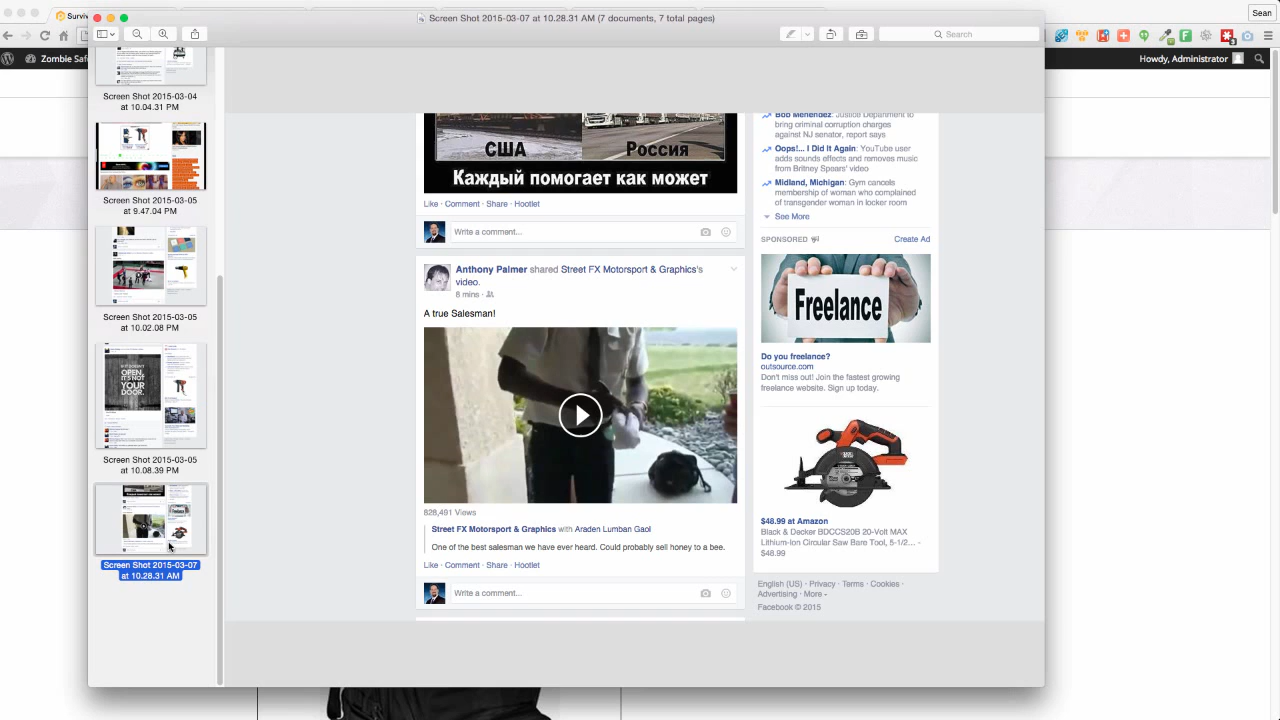 Surviv
Screen Shot 2015-03-07 at 10.28.31 AM (7 documents, 7 total pages)
Sean
Search
Zombie Saf
Howdy, Administrator
Screen Shot 2015-03-04
at 10.04.31 PM
Screen Shot 2015-03-05
at 9.47.04 PM
Screen Shot 2015-03-05
at 10.02.08 PM
OPEN,
IT'S NOT
YOUR
DOOR.
Screen Shot 2015-03-05
at 10.08.39 PM
Screen Shot 2015-03-07
at 10.28.31 AM
США Россия
Каждый помогает как может
Like · Comment · Share · Hootlet
Write a comment...
Anthony Palmer shared Street FX Motorsport & Graphics's
video.
8 mins ·
A true Salesman!
828,491 Views
Street FX Motorsport & Graphics with Araden Lumban Gaol
One of the best salesman we have ever heard. Could probably sell honey to a bee.
Like · Comment · Share · Hootlet
Write a comment...
Bob Menendez: Justice Department to
bring criminal corruption charges
against NJ senator, report says
Oops!... I Did It Again: YouTube user
adds sounds effects and removes music
from Britney Spears' video
Midland, Michigan: Gym cancels
membership of woman who complained
of transgender woman in locker room
See More
SPONSORED Create Ad
Freelance
Do you freelance?
outsource.com
Don't miss out! Join the fastest growing
freelance website. Sign up today.
$48.99 at Amazon
Black & Decker BDCCS20B 20-Volt MAX
Lithium-Ion Circular Saw Bare Tool, 5-1/2... -
$48.99
English (US) · Privacy · Terms · Cookies ·
Advertising · More
Facebook © 2015